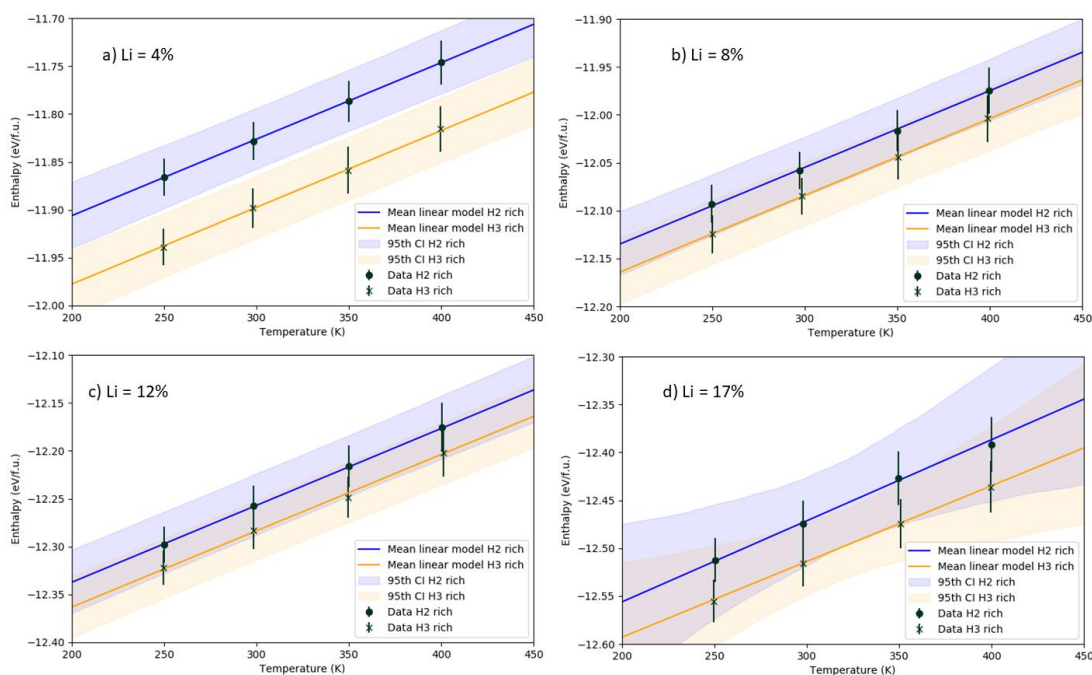 a) Li = 4%
−11.70
−11.75
−11.80
−11.85
−11.90
−11.95
−12.00
Enthalpy (eV/f.u.)
Mean linear model H2 rich
Mean linear model H3 rich
95th CI H2 rich
95th CI H3 rich
Data H2 rich
Data H3 rich
200 250 300 350 400 450
Temperature (K)
b) Li = 8%
−11.90
−11.95
−12.00
−12.05
−12.10
−12.15
−12.20
Enthalpy (eV/f.u.)
Mean linear model H2 rich
Mean linear model H3 rich
95th CI H2 rich
95th CI H3 rich
Data H2 rich
Data H3 rich
200 250 300 350 400 450
Temperature (K)
c) Li = 12%
−12.10
−12.15
−12.20
−12.25
−12.30
−12.35
−12.40
Enthalpy (eV/f.u.)
Mean linear model H2 rich
Mean linear model H3 rich
95th CI H2 rich
95th CI H3 rich
Data H2 rich
Data H3 rich
200 250 300 350 400 450
Temperature (K)
d) Li = 17%
−12.30
−12.35
−12.40
−12.45
−12.50
−12.55
−12.60
Enthalpy (eV/f.u.)
Mean linear model H2 rich
Mean linear model H3 rich
95th CI H2 rich
95th CI H3 rich
Data H2 rich
Data H3 rich
200 250 300 350 400 450
Temperature (K)